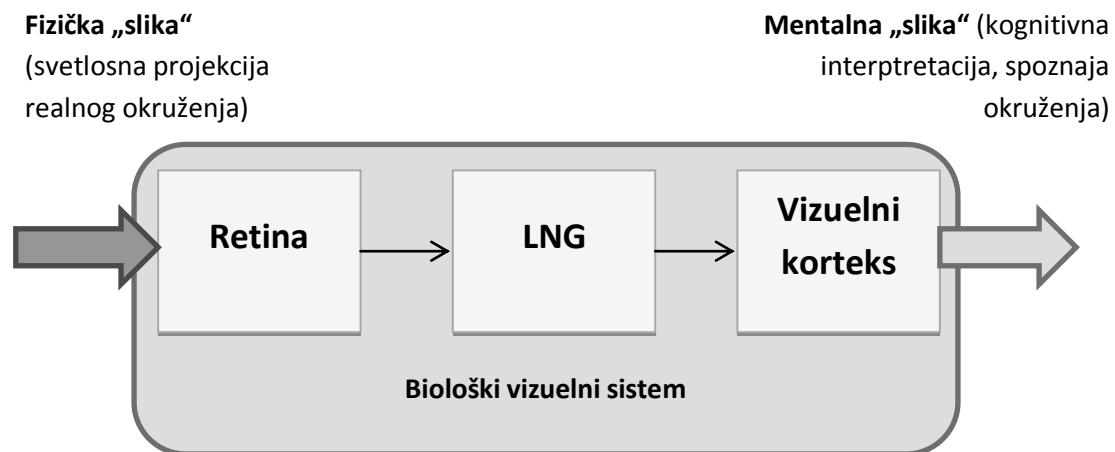 Fizička „slika“
(svetlosna projekcija
realnog okruženja)
Mentalna „slika“ (kognitivna
interptretacija, spoznaja
okruženja)
Retina
LNG
Vizuelni
korteks
Biološki vizuelni sistem